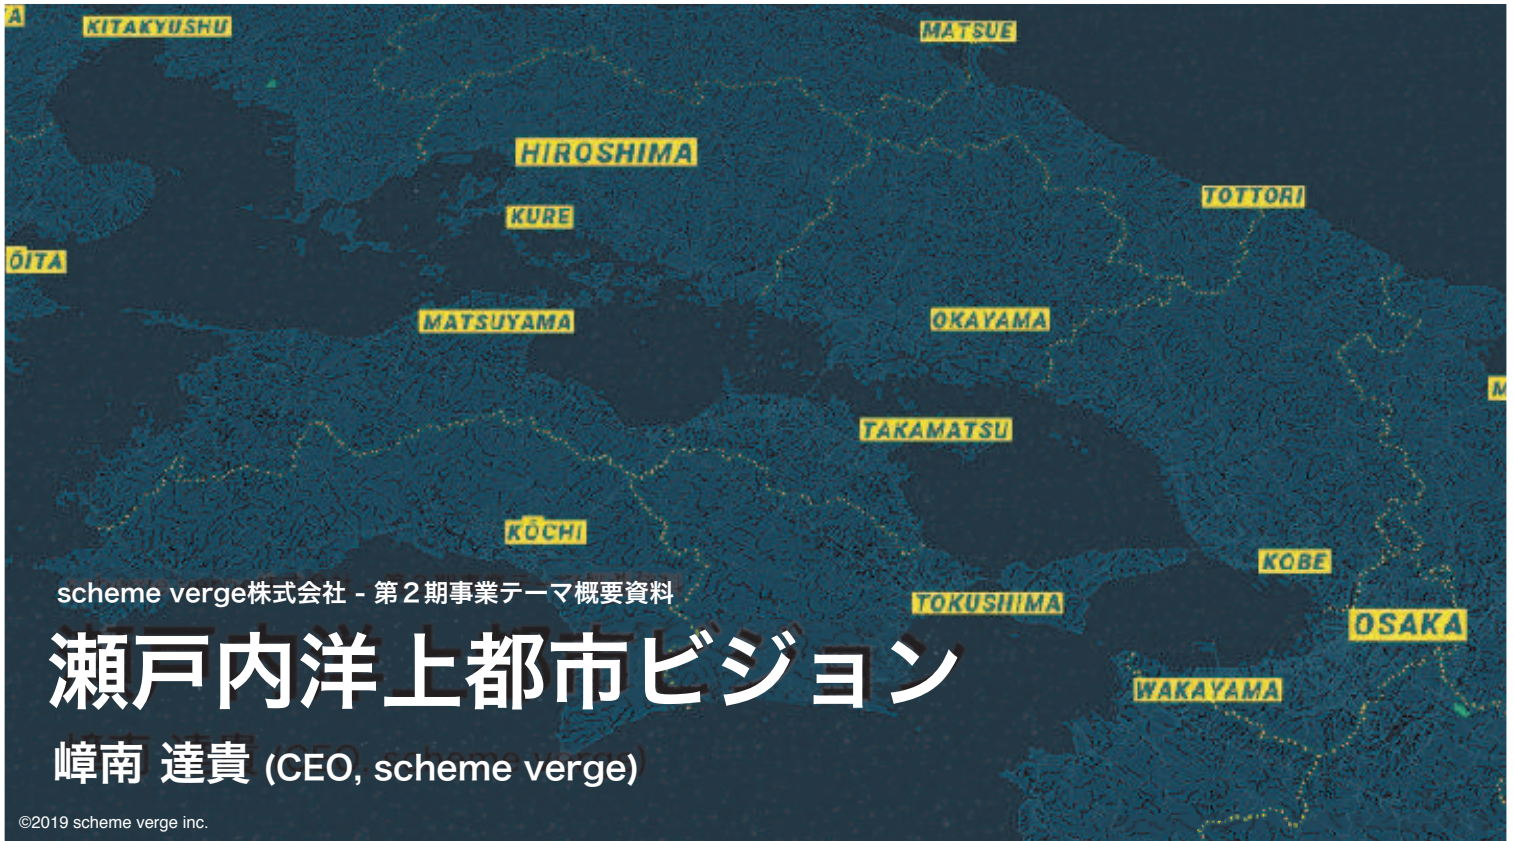 KITAKYUSHU
MATSUE
HIROSHIMA
TOTTORI
KURE
ŌITA
MATSUYAMA
OKAYAMA
TAKAMATSU
KŌCHI
KOBE
scheme verge株式会社 - 第２期事業テーマ概要資料
TOKUSHIMA
OSAKA
瀬戸内洋上都市ビジョン
WAKAYAMA
嶂南 達貴 (CEO, scheme verge)
©2019 scheme verge inc.